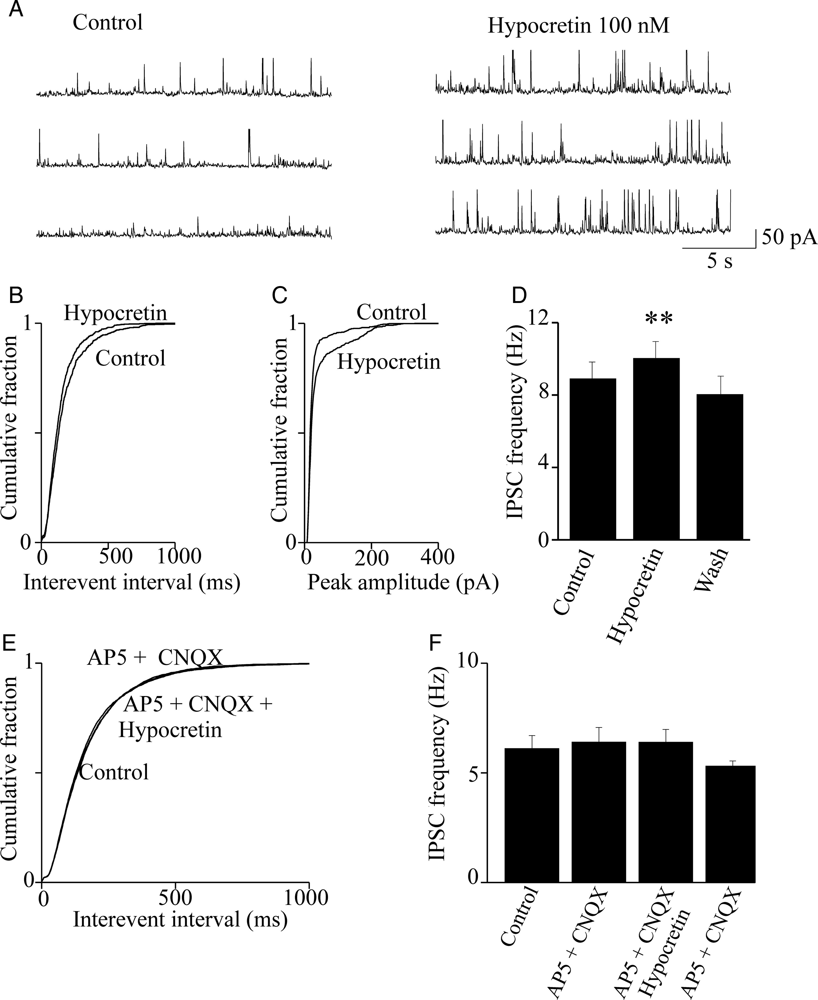 A
Control
Hypocretin 100 nM
50 pA
5 s
B
Hypocretin
Control
1
0
Cumulative fraction
0 500 1000
Interevent interval (ms)
C
Control
Hypocretin
1
0
Cumulative fraction
0 200 400
Peak amplitude (pA)
D
**
12
8
4
0
IPSC frequency (Hz)
Control
Hypocretin
Wash
E
AP5 + CNQX
AP5 + CNQX +
Hypocretin
Control
1
0
Cumulative fraction
0 500 1000
Interevent interval (ms)
F
10
5
0
IPSC frequency (Hz)
Control
AP5 + CNQX
AP5 + CNQX
Hypocretin
AP5 + CNQX